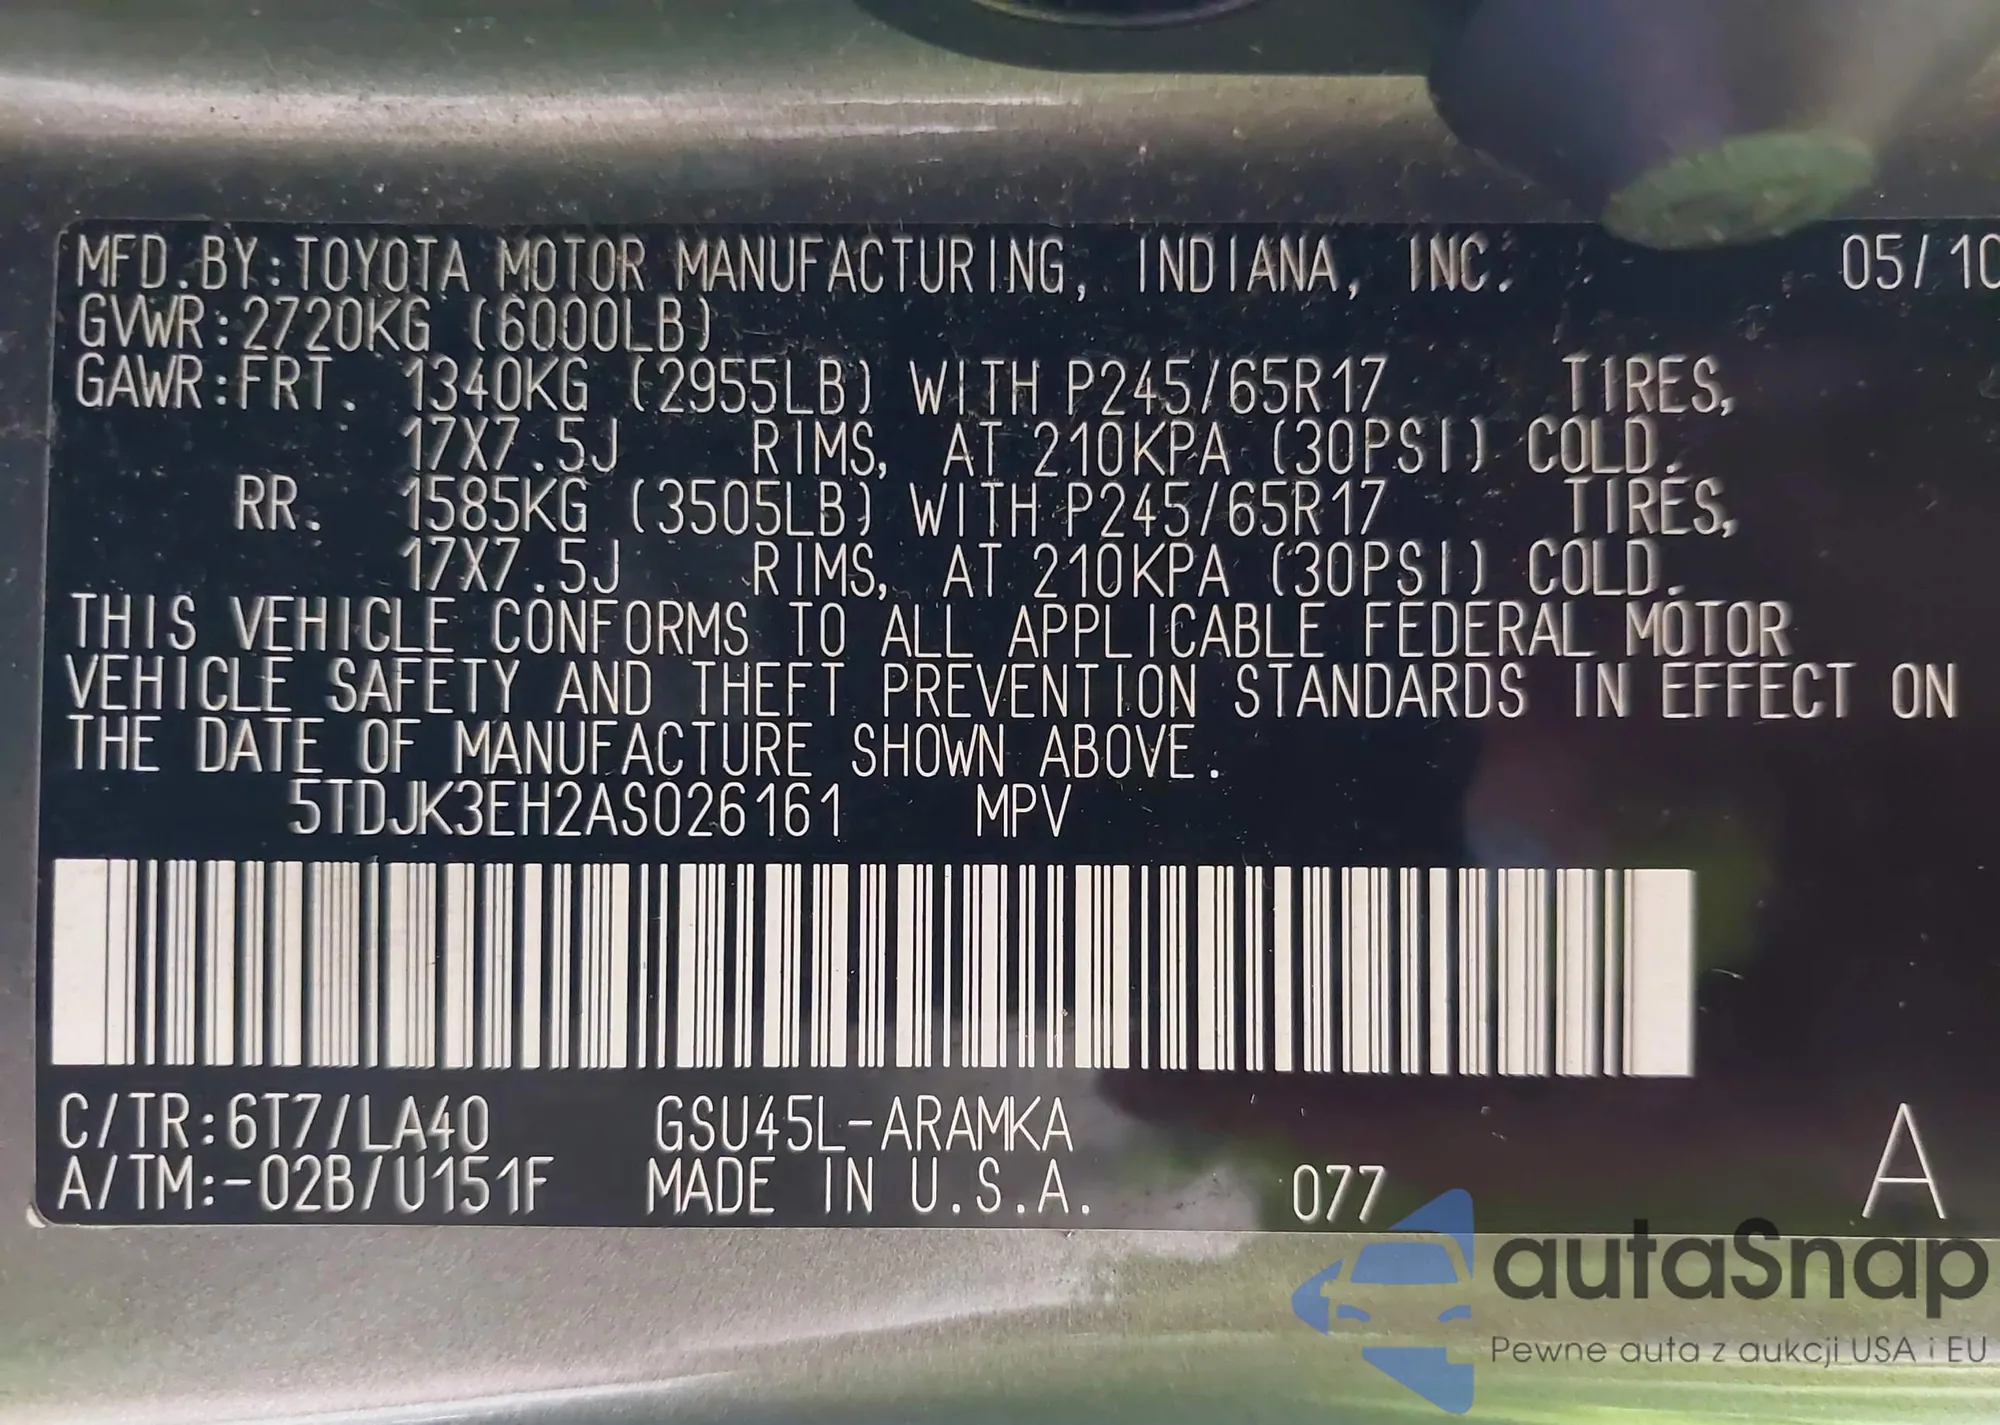 MFD.BY:TOYOTA MOTOR MANUFACTURING, INDIANA, INC. 05/10
GVWR:2720KG (6000LB)
GAWR:FRT. 1340KG (2955LB) WITH P245/65R17 TIRES,
17X7.5J RIMS, AT 210KPA (30PSI) COLD.
RR. 1585KG (3505LB) WITH P245/65R17 TIRES,
17X7.5J RIMS, AT 210KPA (30PSI) COLD.
THIS VEHICLE CONFORMS TO ALL APPLICABLE FEDERAL MOTOR
VEHICLE SAFETY AND THEFT PREVENTION STANDARDS IN EFFECT ON
THE DATE OF MANUFACTURE SHOWN ABOVE.
5TDJK3EH2AS026161 MPV
C/TR:6T7/LA40 GSU45L-ARAMKA
A/TM:-02B/U151F MADE IN U.S.A. 077 A
autaSnap
Pewne auta z aukcji USA i EU